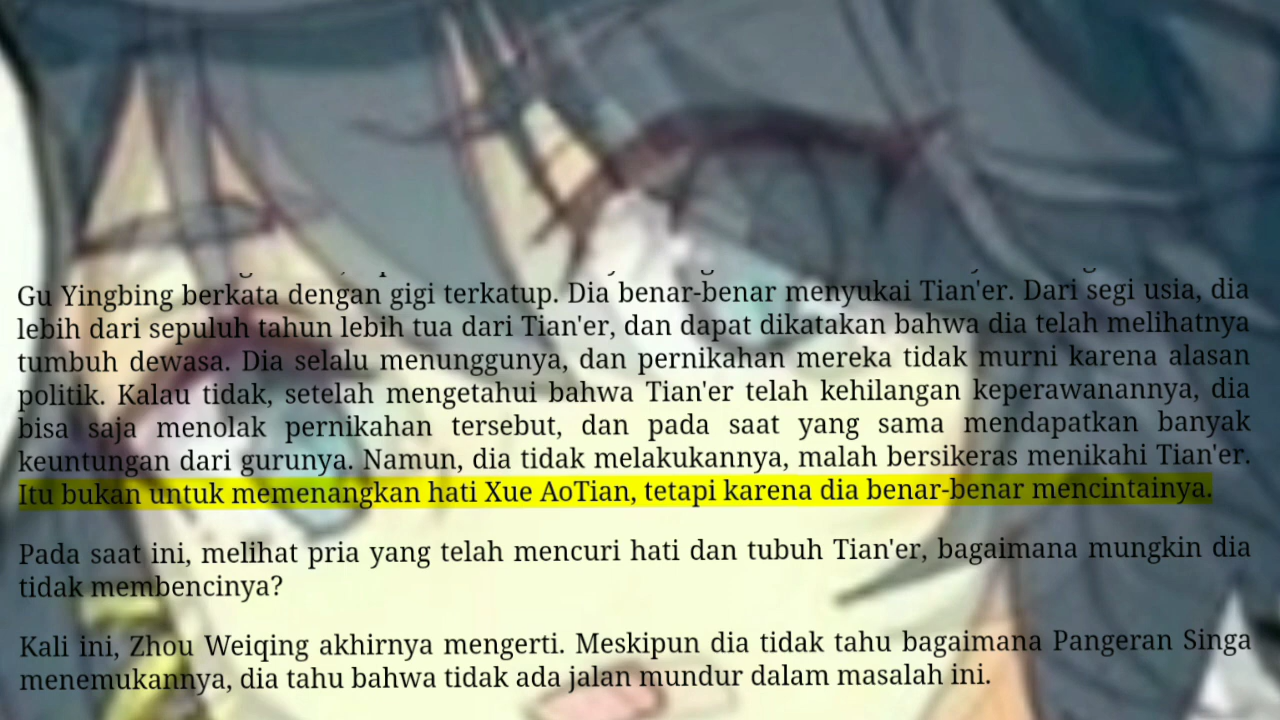 Gu Yingbing berkata dengan gigi terkatup. Dia benar-benar menyukai Tian'er. Dari segi usia, dia
lebih dari sepuluh tahun lebih tua dari Tian'er, dan dapat dikatakan bahwa dia telah melihatnya
tumbuh dewasa. Dia selalu menunggunya, dan pernikahan mereka tidak murni karena alasan
politik. Kalau tidak, setelah mengetahui bahwa Tian'er telah kehilangan keperawanannya, dia
bisa saja menolak pernikahan tersebut, dan pada saat yang sama mendapatkan banyak
keuntungan dari gurunya. Namun, dia tidak melakukannya, malah bersikeras menikahi Tian'er.
Itu bukan untuk memenangkan hati Xue AoTian, tetapi karena dia benar-benar mencintainya.
Pada saat ini, melihat pria yang telah mencuri hati dan tubuh Tian'er, bagaimana mungkin dia
tidak membencinya?
Kali ini, Zhou Weiqing akhirnya mengerti. Meskipun dia tidak tahu bagaimana Pangeran Singa
menemukannya, dia tahu bahwa tidak ada jalan mundur dalam masalah ini.